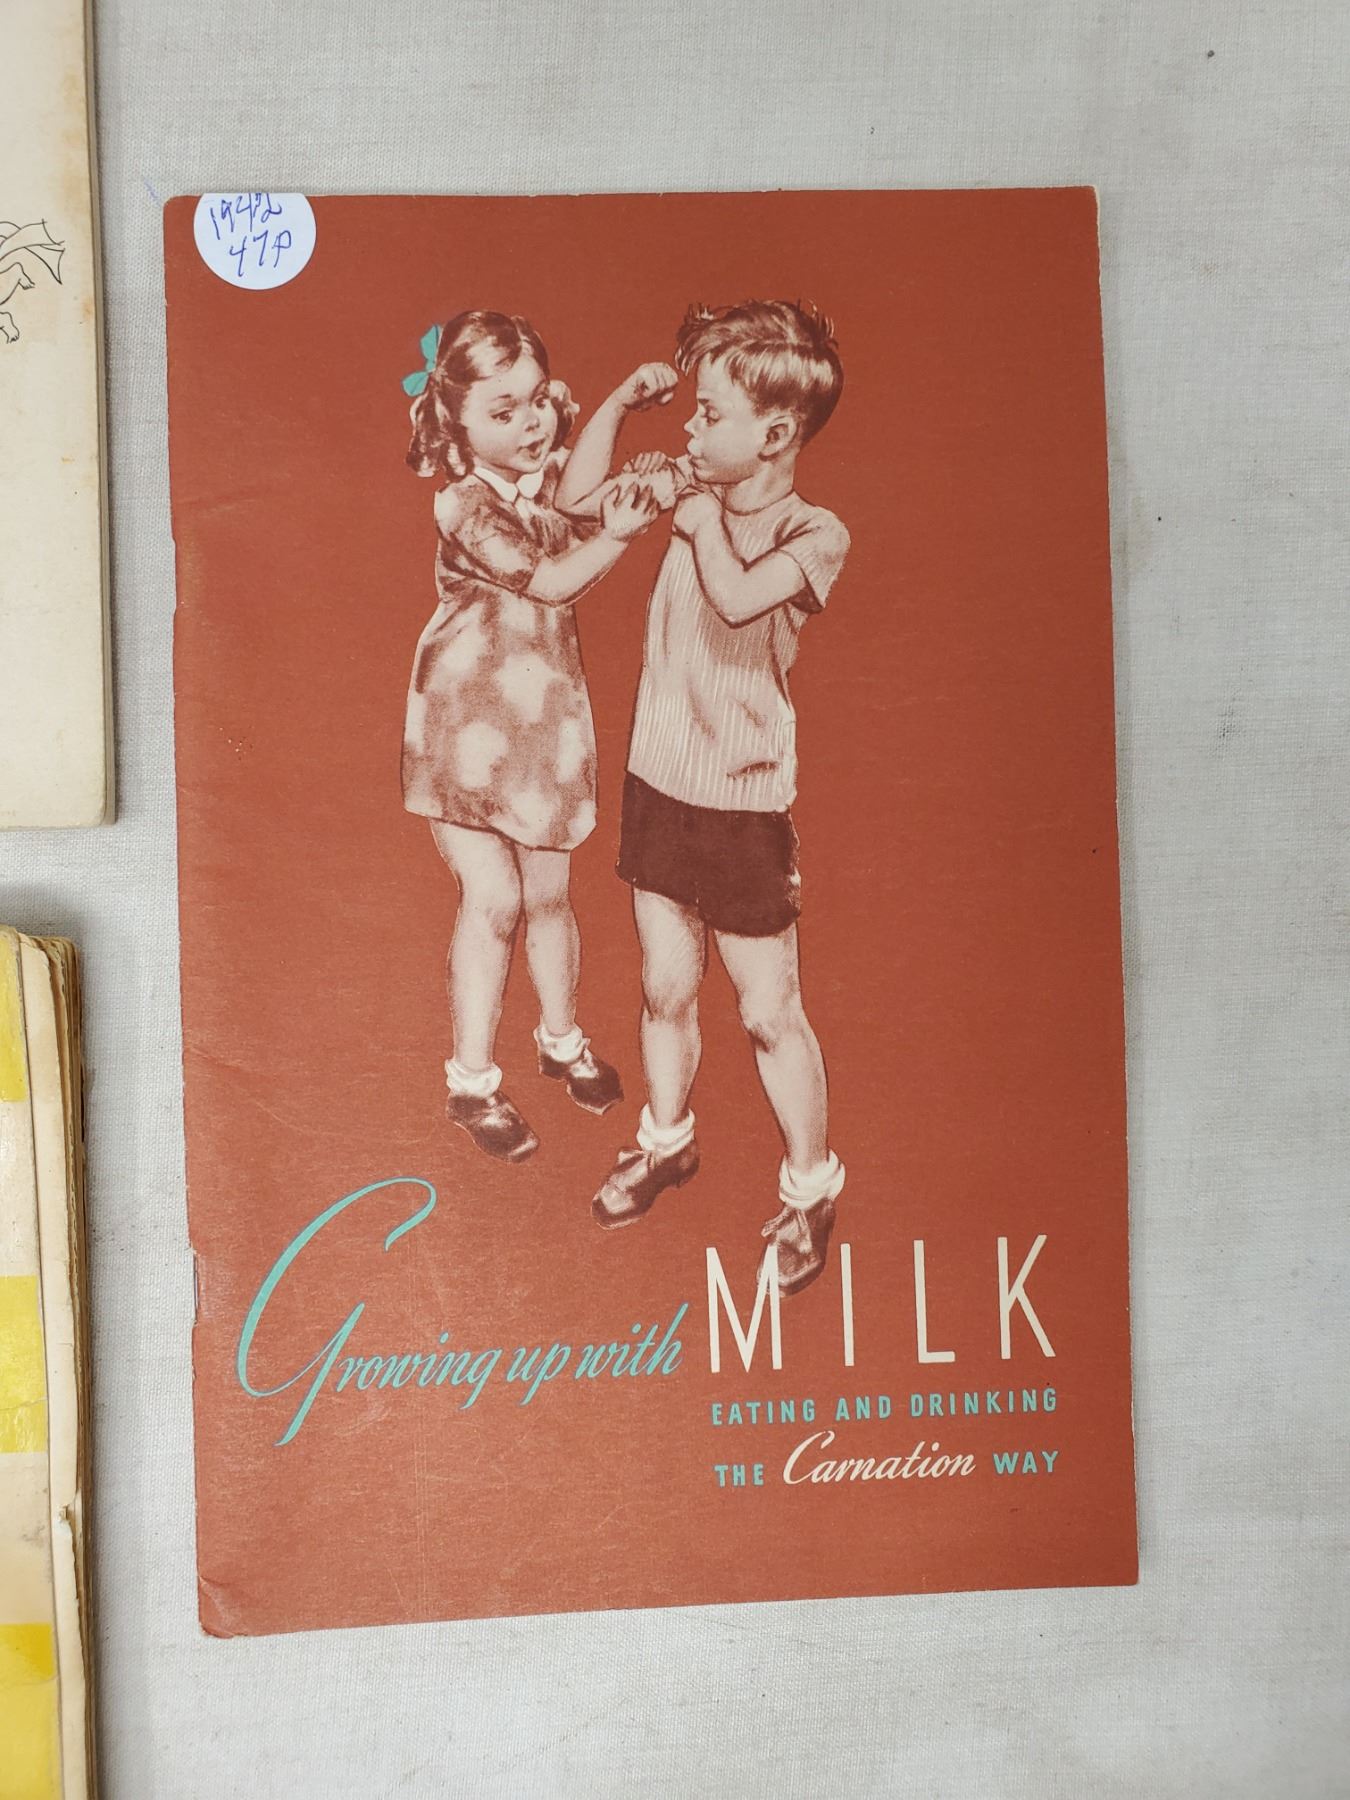 1942
47p
Growing up with MILK
EATING AND DRINKING
THE Carnation WAY